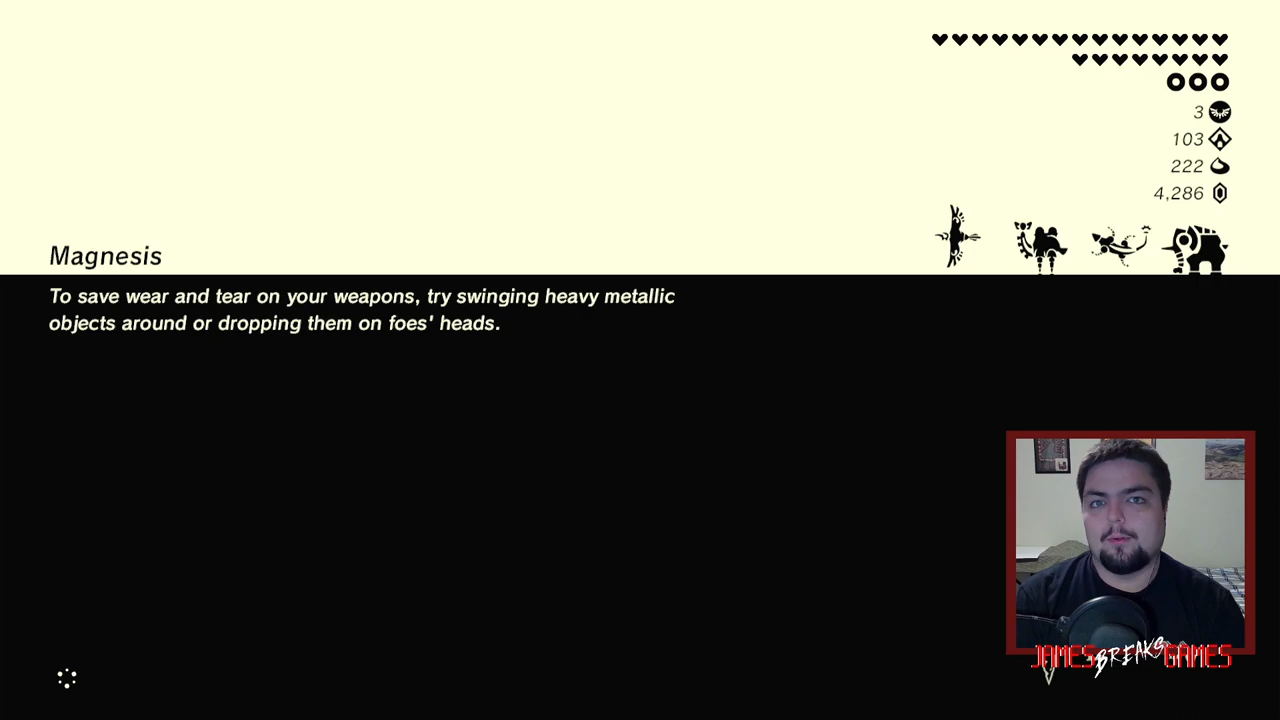 3
103
222
4,286
Magnesis
To save wear and tear on your weapons, try swinging heavy metallic
objects around or dropping them on foes' heads.
JAMES BREAKS GAMES